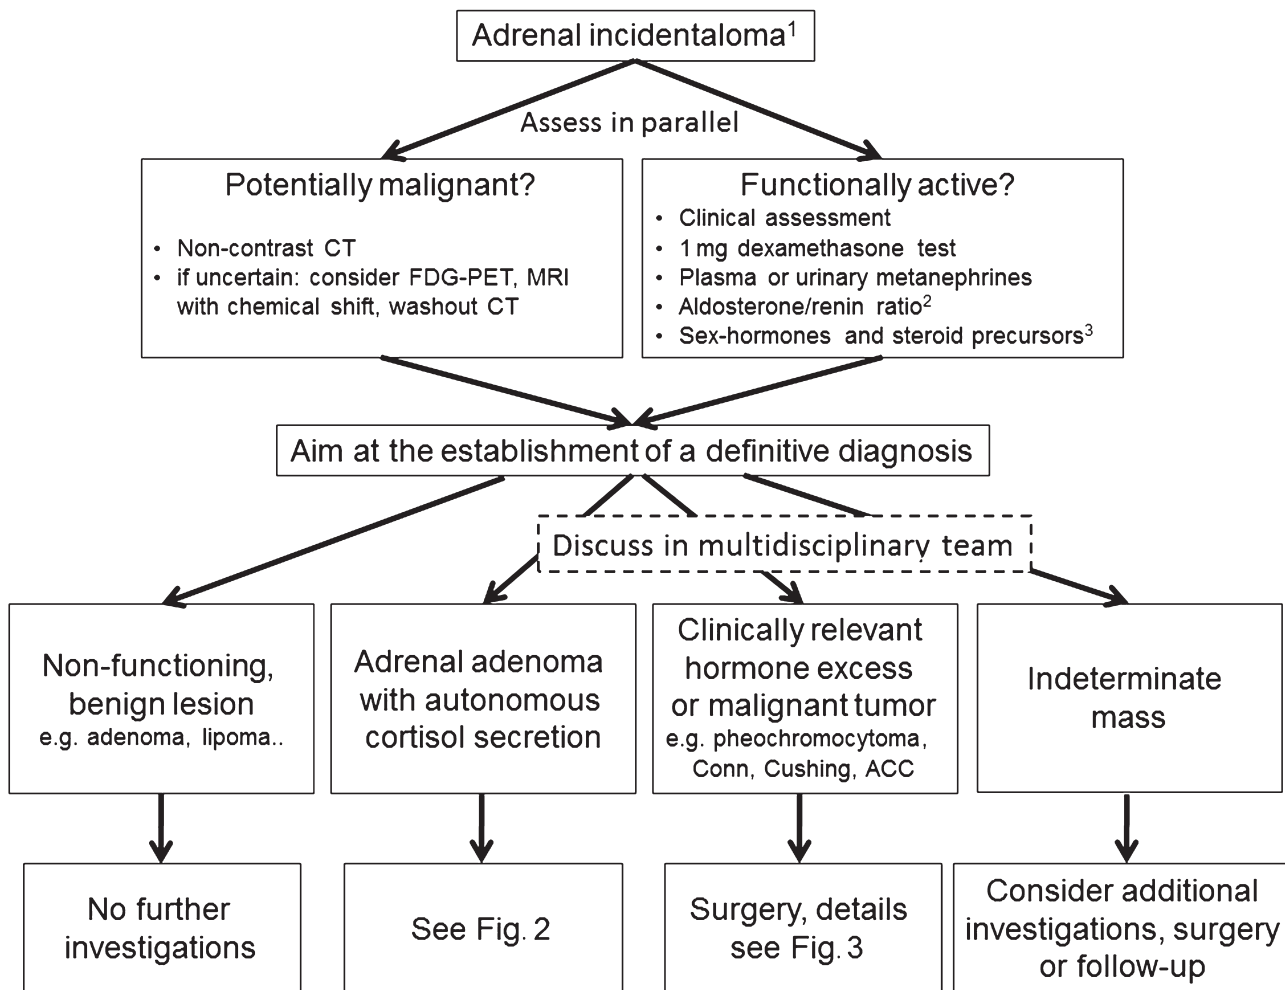 Adrenal incidentaloma¹
Assess in parallel
Potentially malignant?
• Non-contrast CT
• if uncertain: consider FDG-PET, MRI
with chemical shift, washout CT
Functionally active?
• Clinical assessment
• 1 mg dexamethasone test
• Plasma or urinary metanephrines
• Aldosterone/renin ratio²
• Sex-hormones and steroid precursors³
Aim at the establishment of a definitive diagnosis
Discuss in multidisciplinary team
Non-functioning,
benign lesion
e.g. adenoma, lipoma..
Adrenal adenoma
with autonomous
cortisol secretion
Clinically relevant
hormone excess
or malignant tumor
e.g. pheochromocytoma,
Conn, Cushing, ACC
Indeterminate
mass
No further
investigations
See Fig. 2
Surgery, details
see Fig. 3
Consider additional
investigations, surgery
or follow-up